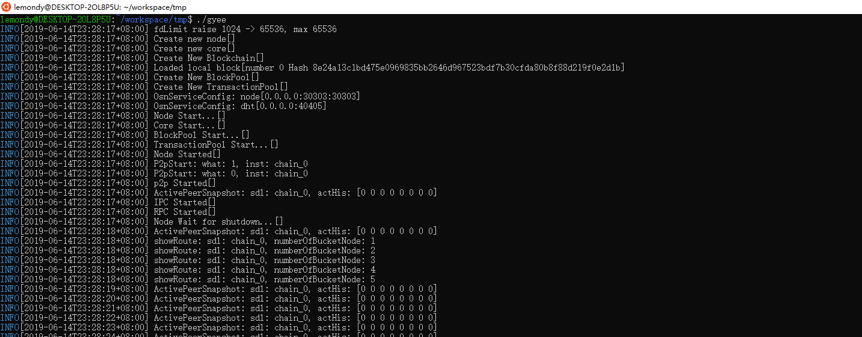 lemondy@DESKTOP-2OL8P5U: ~/workspace/tmp
lemondy@DESKTOP-2OL8P5U:~/workspace/tmp$ ./gyee
INFO[2019-06-14T23:28:17+08:00] fdLimit raise 1024 -> 65536, max 65536
INFO[2019-06-14T23:28:17+08:00] Create new node[]
INFO[2019-06-14T23:28:17+08:00] Create new core[]
INFO[2019-06-14T23:28:17+08:00] Create New Blockchain[]
INFO[2019-06-14T23:28:17+08:00] Loaded local block[number 0 Hash 8e24a13c1bd475e0969835bb2646d967523bdf7b30cfda80b8f88d219f0e2d1b]
INFO[2019-06-14T23:28:17+08:00] Create New BlockPool[]
INFO[2019-06-14T23:28:17+08:00] Create New TransactionPool[]
INFO[2019-06-14T23:28:17+08:00] OsnServiceConfig: node[0.0.0.0:30303:30303]
INFO[2019-06-14T23:28:17+08:00] OsnServiceConfig: dht[0.0.0.0:40405]
INFO[2019-06-14T23:28:17+08:00] Node Start...[]
INFO[2019-06-14T23:28:17+08:00] Core Start...[]
INFO[2019-06-14T23:28:17+08:00] BlockPool Start...[]
INFO[2019-06-14T23:28:17+08:00] TransactionPool Start...[]
INFO[2019-06-14T23:28:17+08:00] Node Started[]
INFO[2019-06-14T23:28:17+08:00] P2pStart: what: 1, inst: chain_0
INFO[2019-06-14T23:28:17+08:00] P2pStart: what: 0, inst: chain_0
INFO[2019-06-14T23:28:17+08:00] p2p Started[]
INFO[2019-06-14T23:28:17+08:00] ActivePeerSnapshot: sdl: chain_0, actHis: [0 0 0 0 0 0 0 0]
INFO[2019-06-14T23:28:17+08:00] IPC Started[]
INFO[2019-06-14T23:28:17+08:00] RPC Started[]
INFO[2019-06-14T23:28:17+08:00] Node Wait for shutdown...[]
INFO[2019-06-14T23:28:18+08:00] ActivePeerSnapshot: sdl: chain_0, actHis: [0 0 0 0 0 0 0 0]
INFO[2019-06-14T23:28:18+08:00] showRoute: sdl: chain_0, numberOfBucketNode: 1
INFO[2019-06-14T23:28:18+08:00] showRoute: sdl: chain_0, numberOfBucketNode: 2
INFO[2019-06-14T23:28:18+08:00] showRoute: sdl: chain_0, numberOfBucketNode: 3
INFO[2019-06-14T23:28:18+08:00] showRoute: sdl: chain_0, numberOfBucketNode: 4
INFO[2019-06-14T23:28:18+08:00] showRoute: sdl: chain_0, numberOfBucketNode: 5
INFO[2019-06-14T23:28:19+08:00] ActivePeerSnapshot: sdl: chain_0, actHis: [0 0 0 0 0 0 0 0]
INFO[2019-06-14T23:28:20+08:00] ActivePeerSnapshot: sdl: chain_0, actHis: [0 0 0 0 0 0 0 0]
INFO[2019-06-14T23:28:21+08:00] ActivePeerSnapshot: sdl: chain_0, actHis: [0 0 0 0 0 0 0 0]
INFO[2019-06-14T23:28:22+08:00] ActivePeerSnapshot: sdl: chain_0, actHis: [0 0 0 0 0 0 0 0]
INFO[2019-06-14T23:28:23+08:00] ActivePeerSnapshot: sdl: chain_0, actHis: [0 0 0 0 0 0 0 0]
INFO[2019-06-14T23:28:24+08:00] ActivePeerSnapshot: sdl: chain_0, actHis: [0 0 0 0 0 0 0 0]